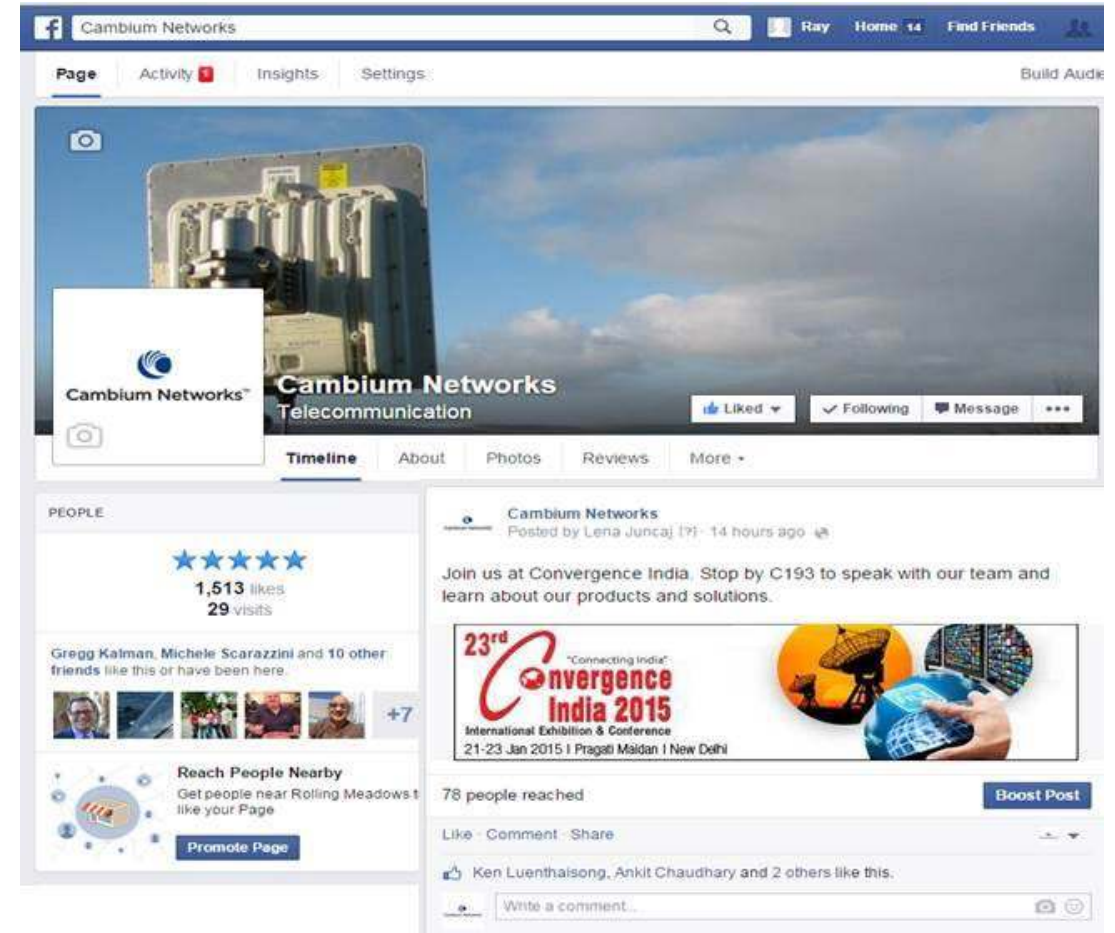 Cambium Networks
Ray Home 14 Find Friends
Page Activity 1 Insights Settings
Build Audie
Cambium Networks™
Cambium Networks
Telecommunication
Liked Following Message
Timeline About Photos Reviews More
PEOPLE
1,513 likes
29 visits
Gregg Kalman, Michele Scarazzini and 10 other
friends like this or have been here.
+7
Reach People Nearby
Get people near Rolling Meadows t
like your Page
Promote Page
Cambium Networks
Posted by Lena Juncaj [?] · 14 hours ago
Join us at Convergence India. Stop by C193 to speak with our team and
learn about our products and solutions.
23rd
"Connecting India"
Convergence
India 2015
International Exhibition & Conference
21-23 Jan 2015 I Pragati Maidan I New Delhi
78 people reached
Boost Post
Like · Comment · Share
Ken Luenthaisong, Ankit Chaudhary and 2 others like this.
Write a comment...